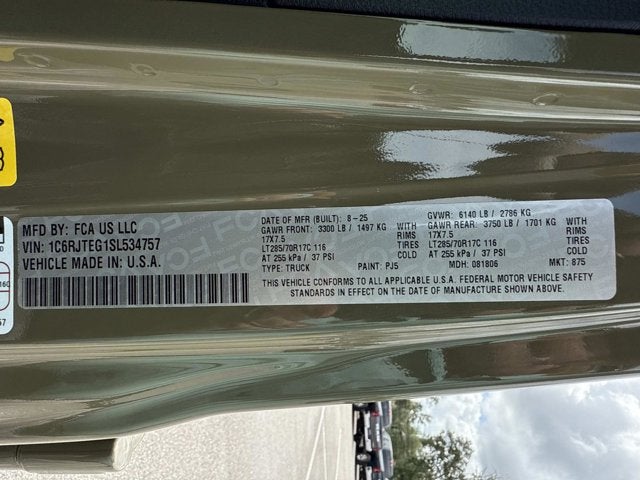 MFD BY: FCA US LLC
VIN: 1C6RJTEG1SL534757
VEHICLE MADE IN: U.S.A.
DATE OF MFR (BUILT): 8-25 GVWR: 6140 LB / 2786 KG
GAWR FRONT: 3300 LB / 1497 KG GAWR REAR: 3750 LB / 1701 KG
17X7.5 RIMS 17X7.5 RIMS
LT285/70R17C 116 TIRES LT285/70R17C 116 TIRES
AT 255 kPa / 37 PSI COLD AT 255 kPa / 37 PSI COLD
TYPE: TRUCK PAINT: PJ5 MDH: 081806 MKT: 875
THIS VEHICLE CONFORMS TO ALL APPLICABLE U.S.A. FEDERAL MOTOR VEHICLE SAFETY
STANDARDS IN EFFECT ON THE DATE OF MANUFACTURE SHOWN ABOVE.